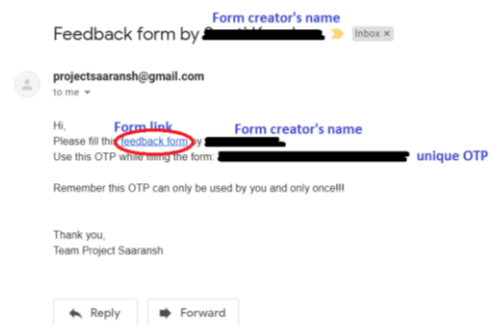 Form creator's name
Feedback form by
Inbox ×
projectsaaransh@gmail.com
to me
Hi,
Form link
Form creator's name
Please fill this feedback form by
Use this OTP while filling the form:
unique OTP
Remember this OTP can only be used by you and only once!!!
Thank you,
Team Project Saaransh
Reply
Forward